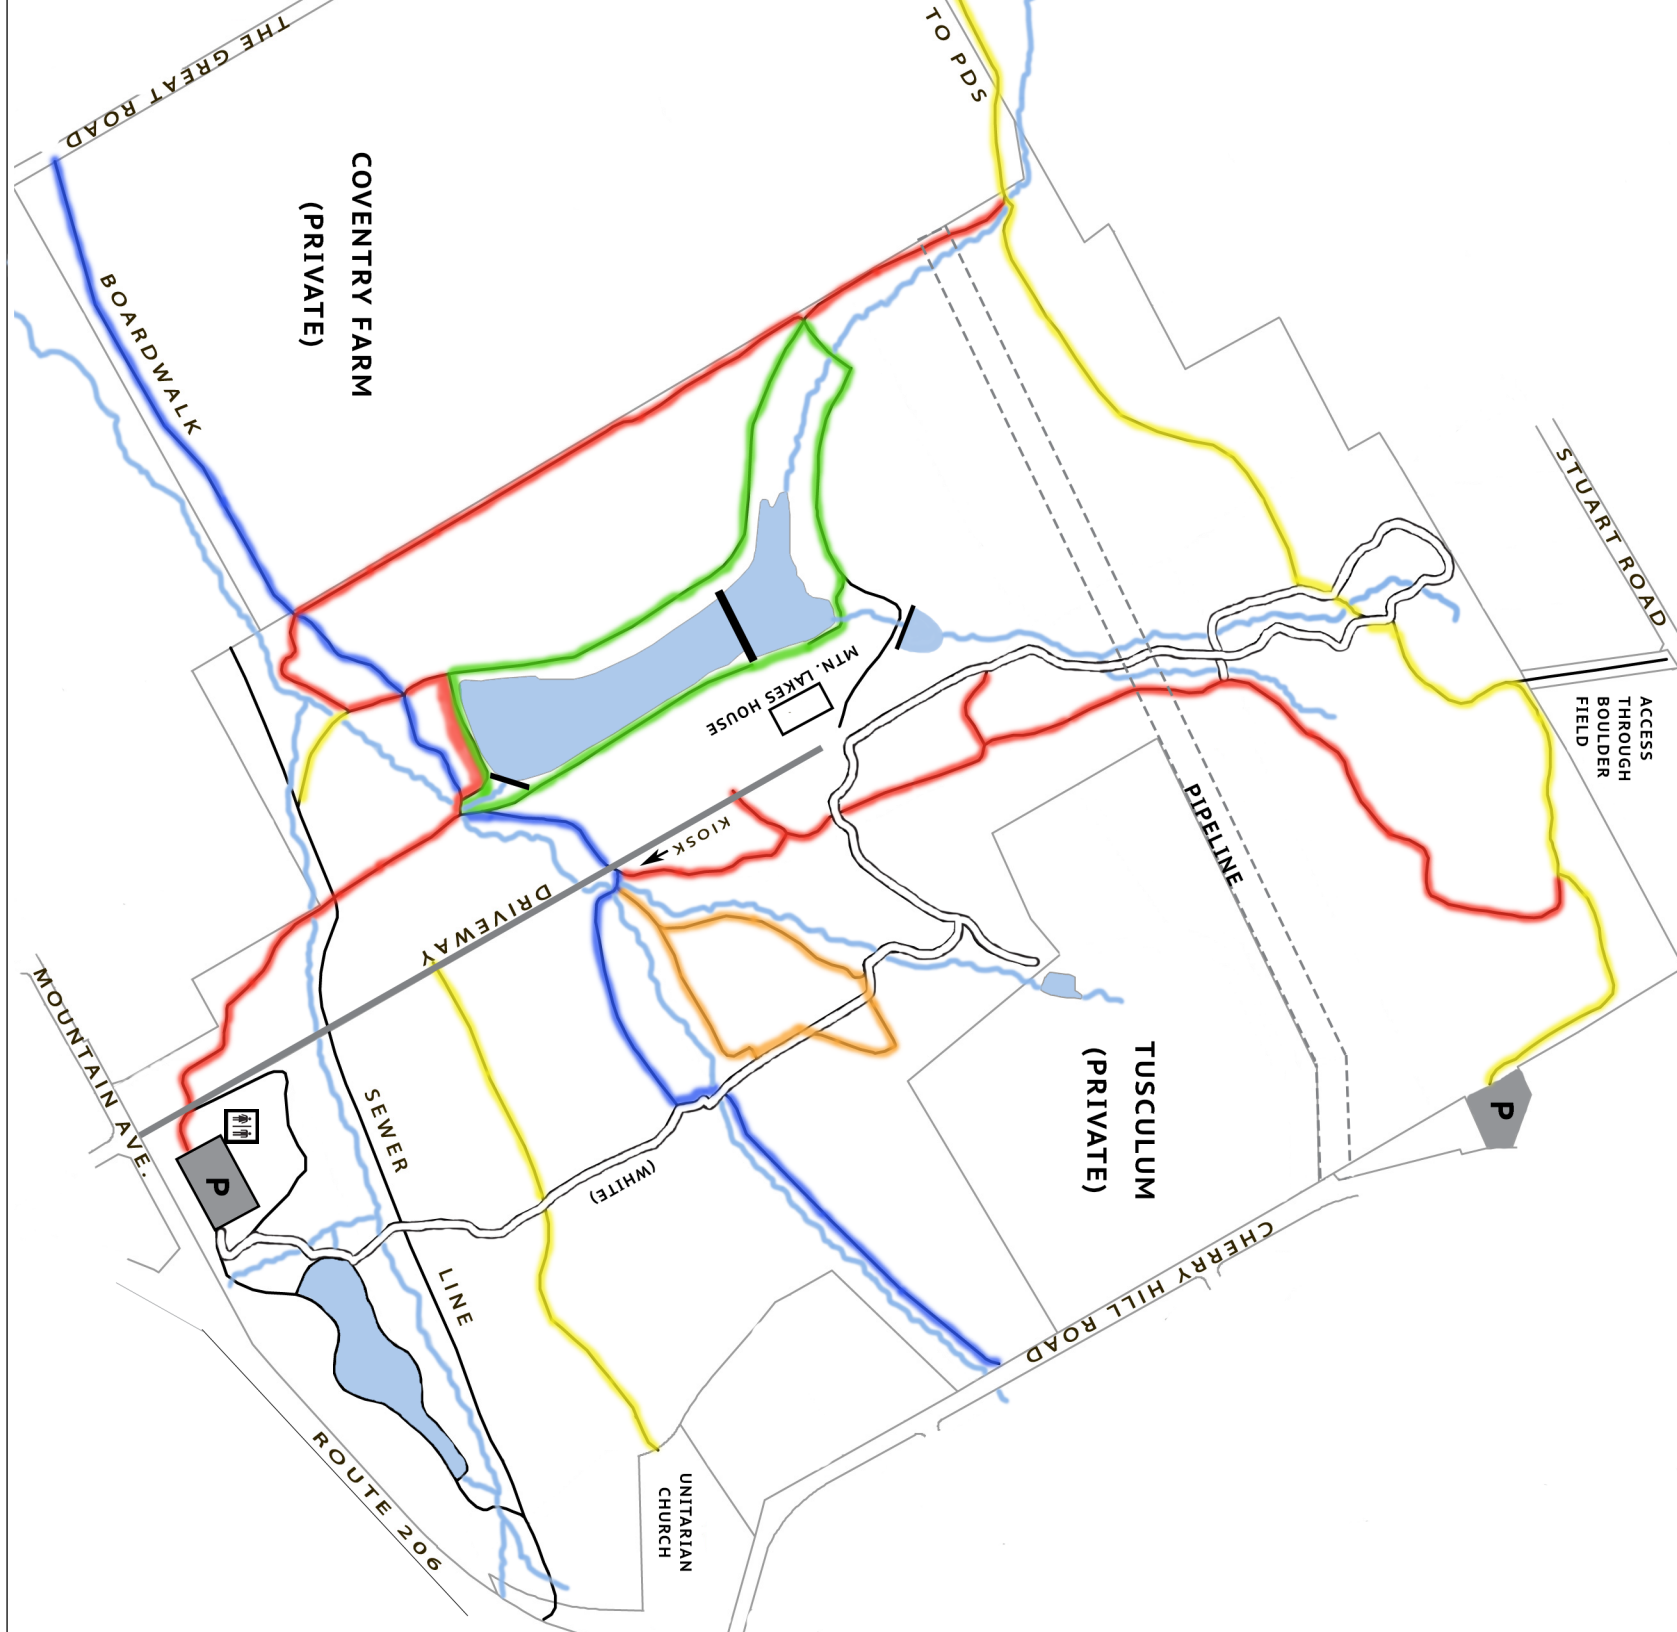 THE GREAT ROAD
TO PDS
COVENTRY FARM
(PRIVATE)
BOARDWALK
STUART ROAD
ACCESS
THROUGH
BOULDER
FIELD
MTN. LAKES HOUSE
PIPELINE
KIOSK
DRIVEWAY
MOUNTAIN AVE.
TUSCULUM
(PRIVATE)
P
SEWER
LINE
(WHITE)
P
CHERRY HILL ROAD
ROUTE 206
UNITARIAN
CHURCH